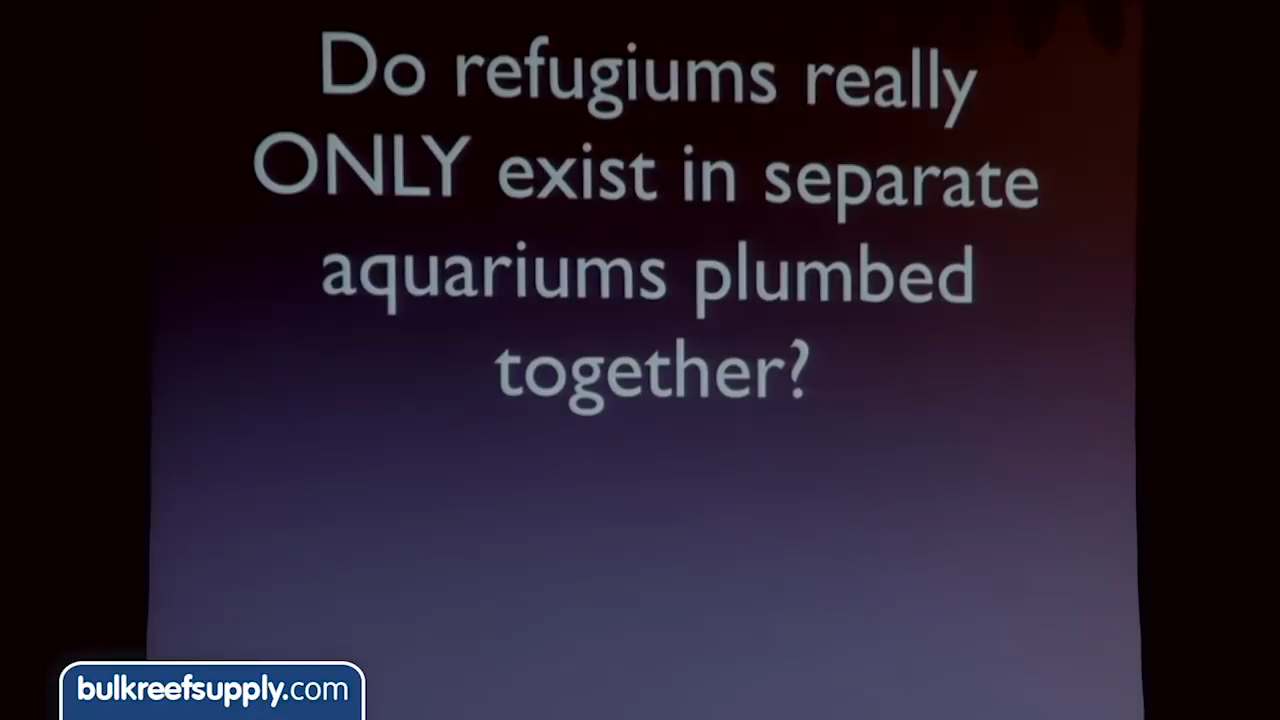 Do refugiums really
ONLY exist in separate
aquariums plumbed
together?
bulkreefsupply.com